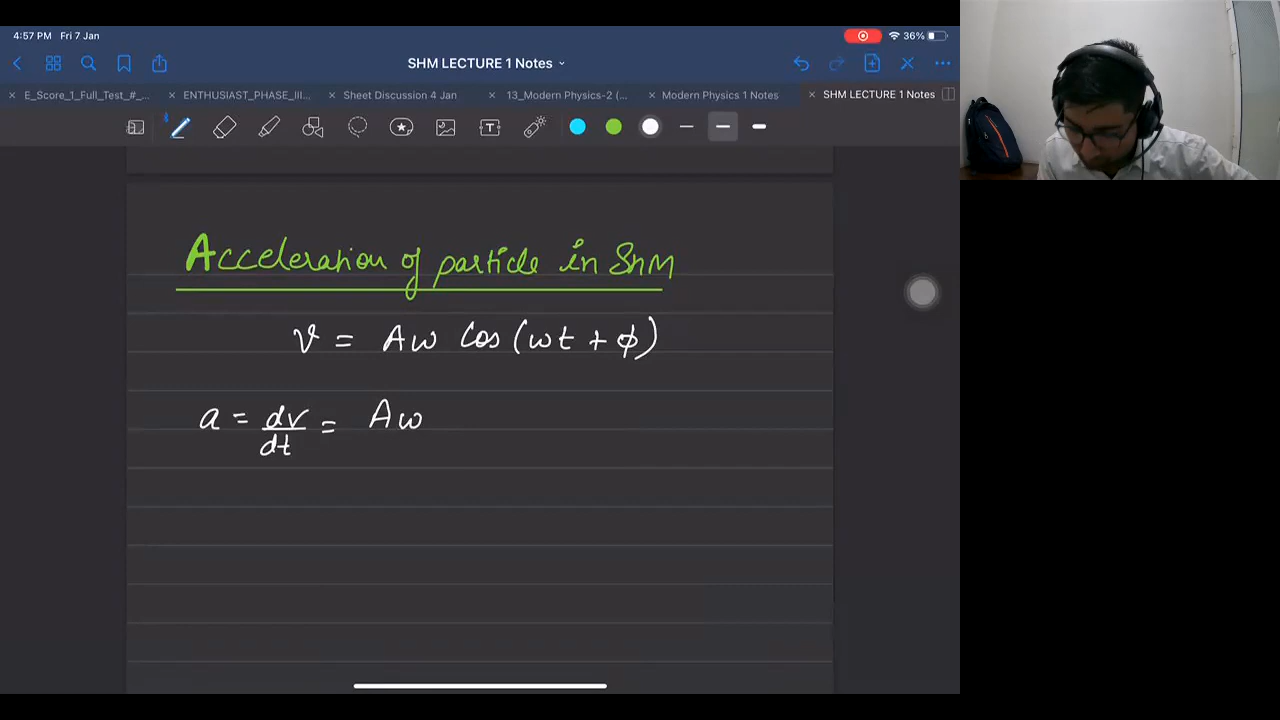 4:57 PM Fri 7 Jan
36%
SHM LECTURE 1 Notes
E_Score_1_Full_Test_#_...
ENTHUSIAST_PHASE_III...
Sheet Discussion 4 Jan
13_Modern Physics-2 (...
Modern Physics 1 Notes
SHM LECTURE 1 Notes
Acceleration of particle in ShM
v = Aω Cos(ωt + ϕ)
a = dv/dt = Aω